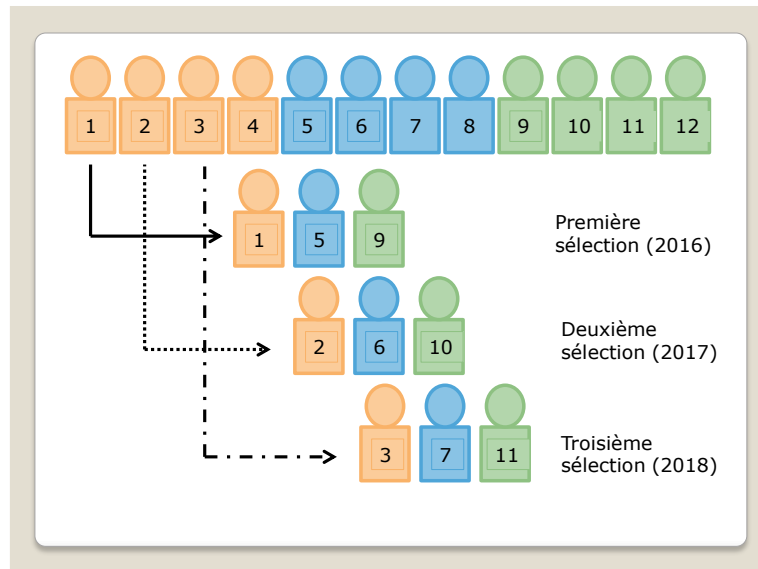 1 2 3 4 5 6 7 8 9 10 11 12
1 5 9
Première
sélection (2016)
2 6 10
Deuxième
sélection (2017)
3 7 11
Troisième
sélection (2018)